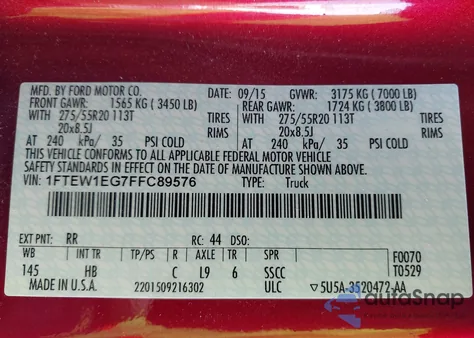 MFD. BY FORD MOTOR CO. 09/15 GVWR: 3175 KG (7000 LB)
FRONT GAWR: 1565 KG (3450 LB) REAR GAWR: 1724 KG (3800 LB)
WITH 275/55R20 113T TIRES WITH 275/55R20 113T TIRES
20x8.5J RIMS 20x8.5J RIMS
AT 240 kPa/ 35 PSI COLD AT 240 kPa/ 35 PSI COLD
THIS VEHICLE CONFORMS TO ALL APPLICABLE FEDERAL MOTOR VEHICLE
SAFETY STANDARDS IN EFFECT ON THE DATE OF MANUFACTURE SHOWN ABOVE.
VIN: 1FTEW1EG7FFC89576 TYPE: Truck
EXT PNT: RR RC: 44 DSO:
WB INT TR TP/PS R AXLE TR SPR F0070
145 HB C L9 6 SSCC T0529
MADE IN U.S.A. 2201509216302 ULC ▽5U5A-3520472-AA
autoSnap